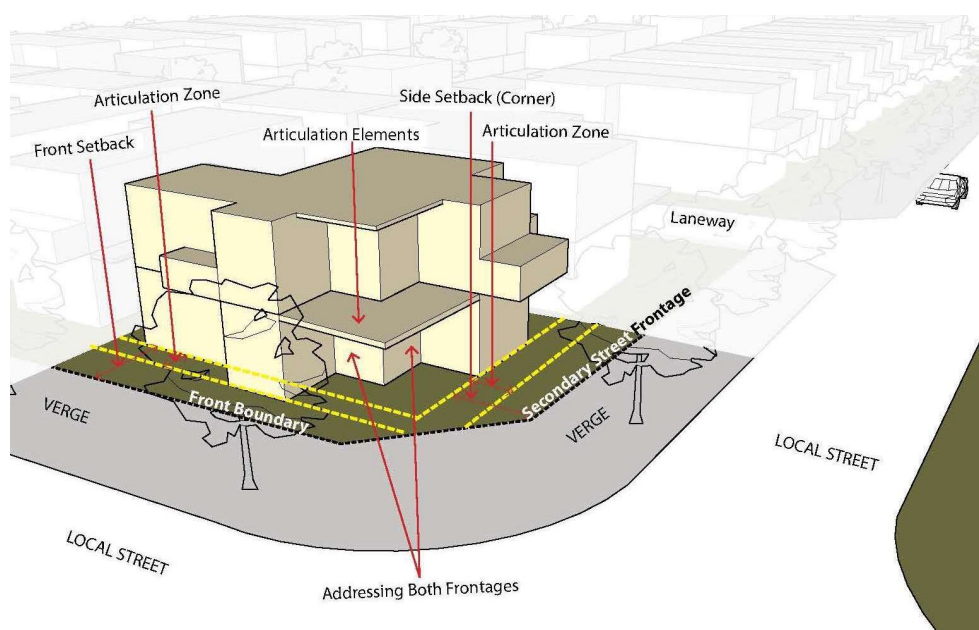 Articulation Zone
Side Setback (Corner)
Front Setback
Articulation Elements
Articulation Zone
Laneway
Secondary Street Frontage
Front Boundary
VERGE
VERGE
LOCAL STREET
LOCAL STREET
Addressing Both Frontages